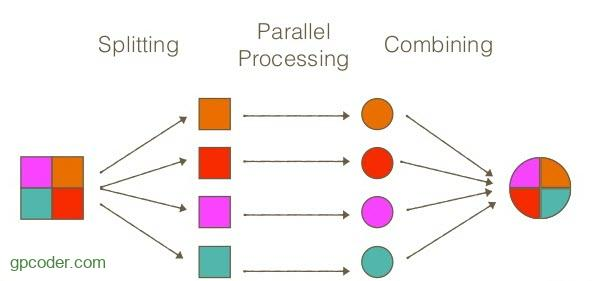 Splitting
Parallel
Processing
Combining
gpcoder.com